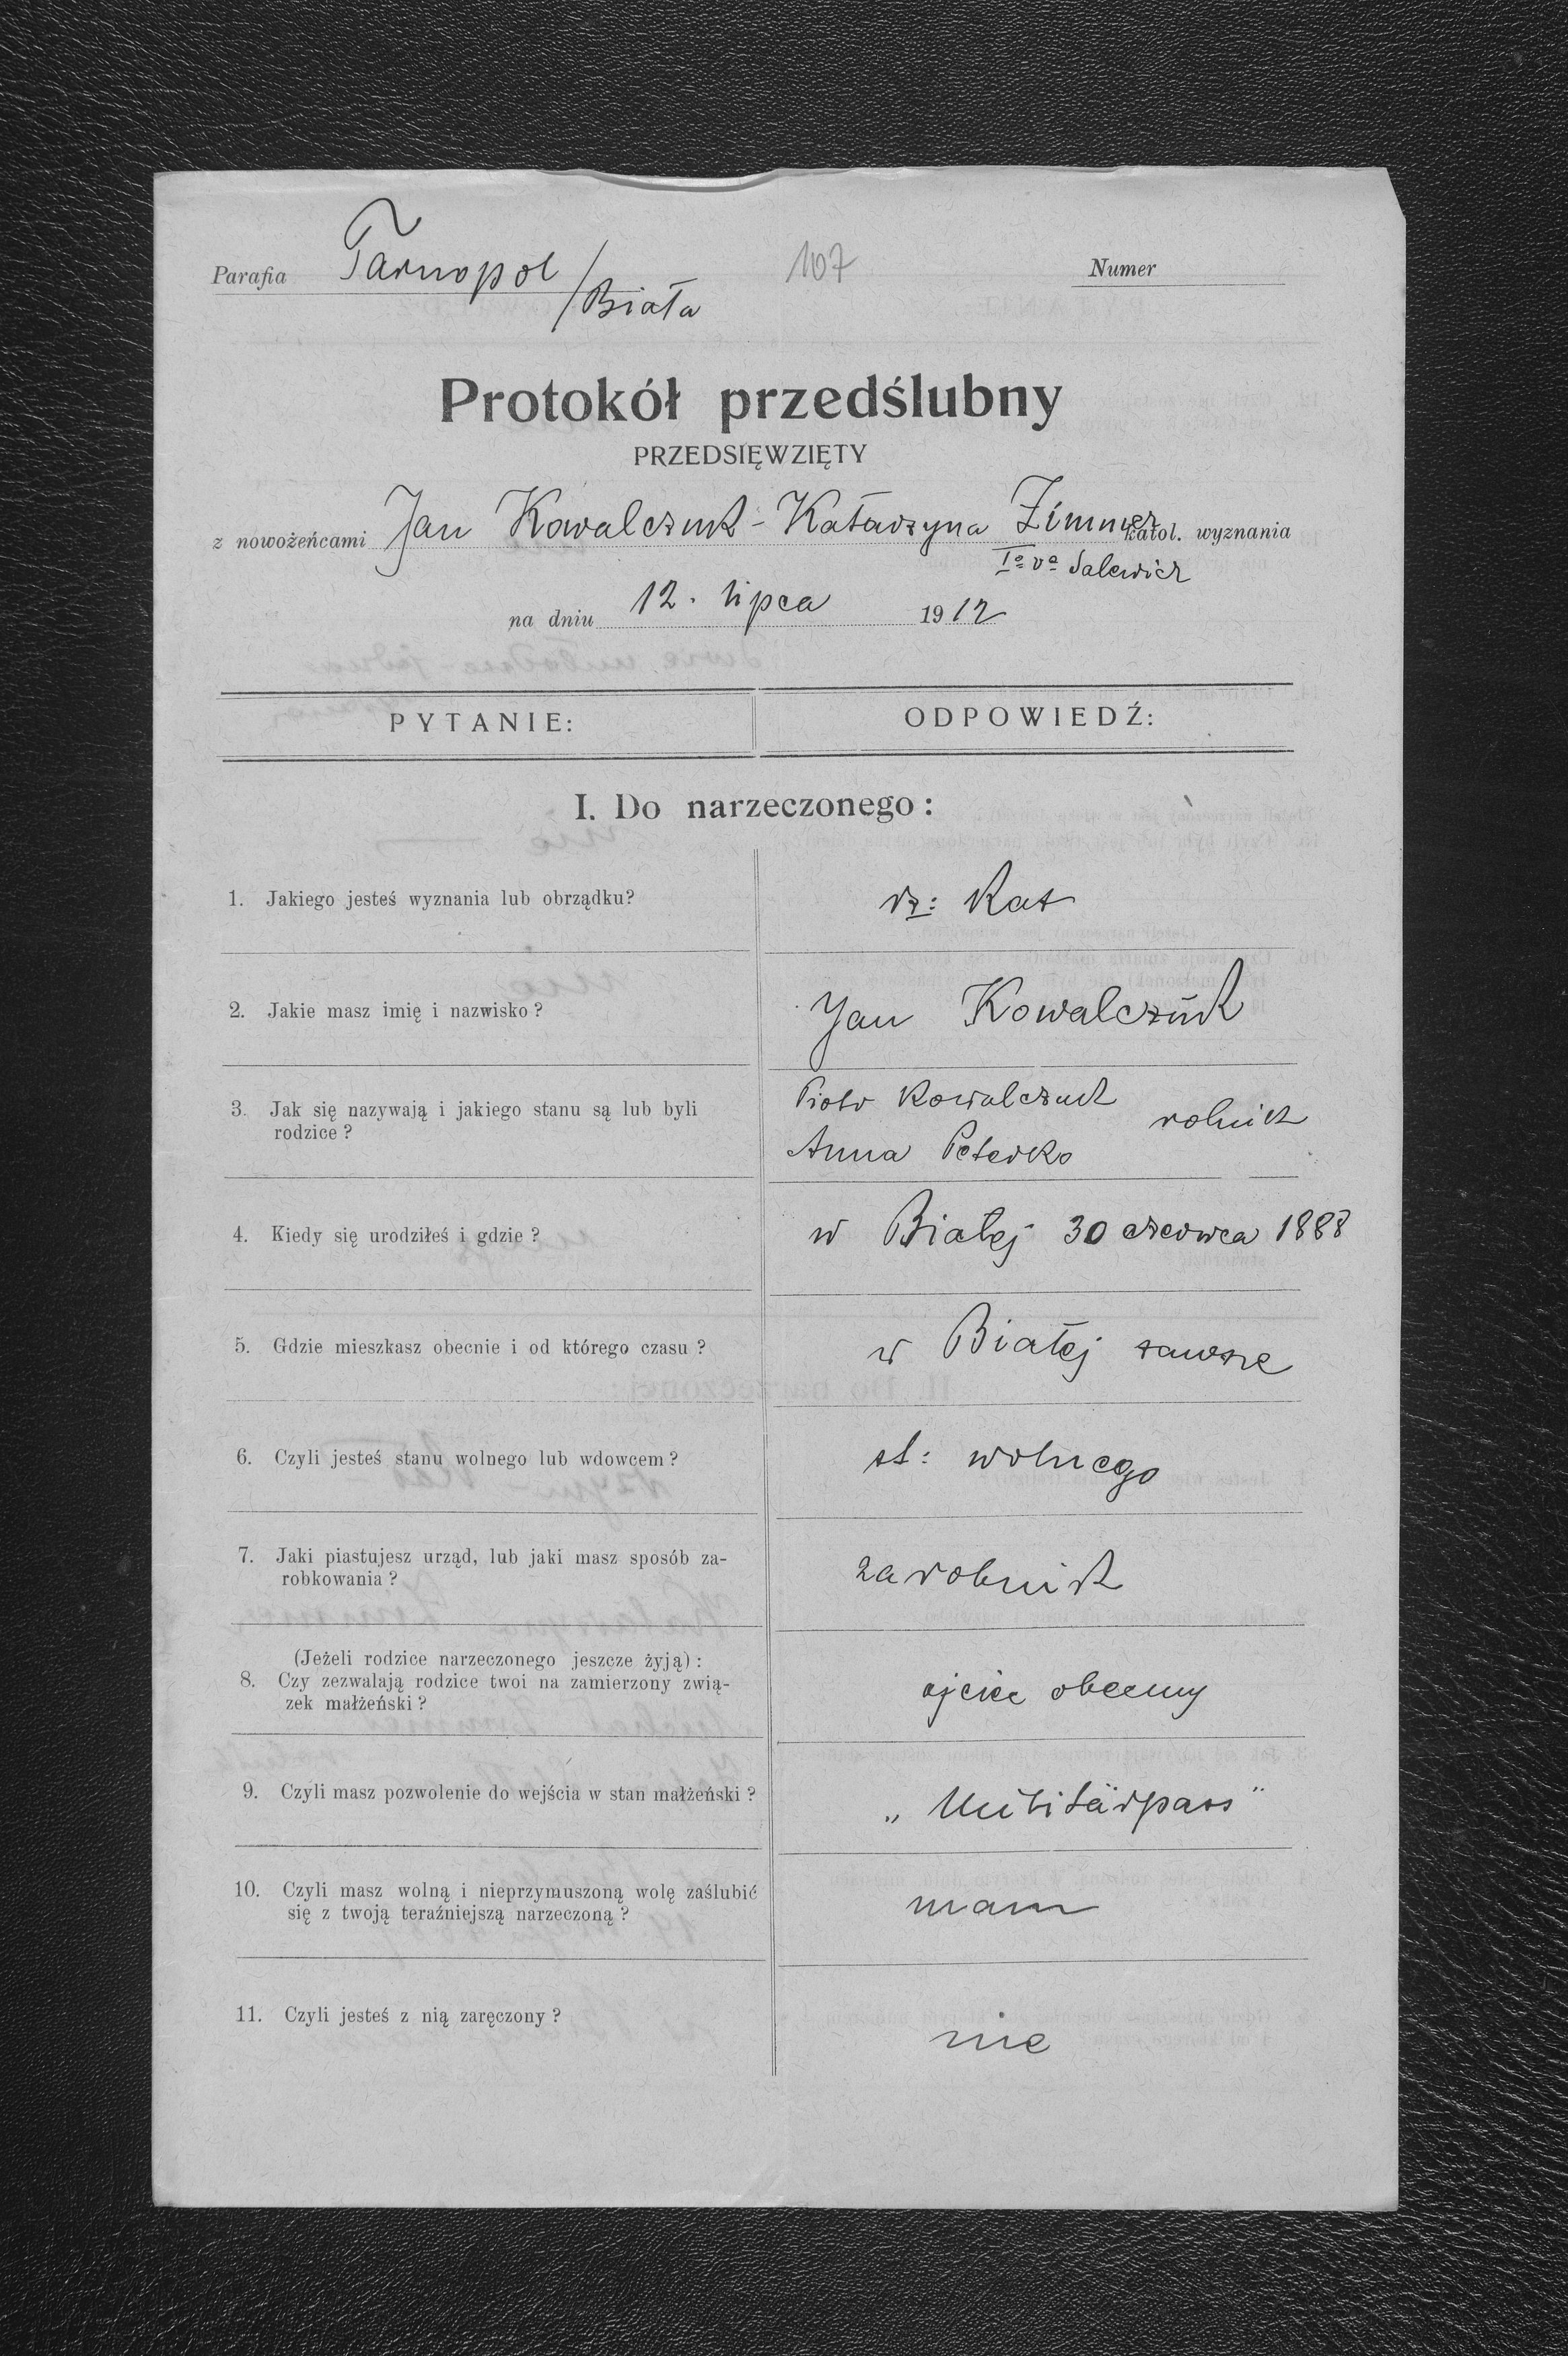 Parafia Tarnopol / Biała 107 Numer
Protokół przedślubny
PRZEDSIĘWZIĘTY
z nowożeńcami Jan Kowalczuk - Katarzyna Zimmer katol. wyznania
Io vo Salewicz
na dniu 12. lipca 1912
PYTANIE: ODPOWIEDŹ:
I. Do narzeczonego:
1. Jakiego jesteś wyznania lub obrządku? rz: kat
2. Jakie masz imię i nazwisko? Jan Kowalczuk
3. Jak się nazywają i jakiego stanu są lub byli
rodzice?
Piotr Kowalczuk rolnik
Anna Peterko
4. Kiedy się urodziłeś i gdzie? w Białej 30 czerwca 1888
5. Gdzie mieszkasz obecnie i od którego czasu? w Białej zawsze
6. Czyli jesteś stanu wolnego lub wdowcem? st: wolnego
7. Jaki piastujesz urząd, lub jaki masz sposób za-
robkowania?
zarobnik
(Jeżeli rodzice narzeczonego jeszcze żyją):
8. Czy zezwalają rodzice twoi na zamierzony zwią-
zek małżeński?
ojciec obecny
9. Czyli masz pozwolenie do wejścia w stan małżeński? „Militärpass"
10. Czyli masz wolną i nieprzymuszoną wolę zaślubić
się z twoją teraźniejszą narzeczoną?
mam
11. Czyli jesteś z nią zaręczony? nie